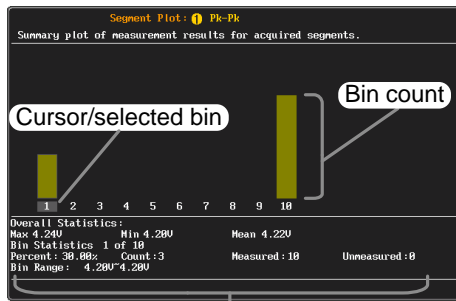 Segment Plot: 1 Pk-Pk
Summary plot of measurement results for acquired segments.
Bin count
Cursor/selected bin
1 2 3 4 5 6 7 8 9 10
Overall Statistics:
Max 4.24V Min 4.20V Mean 4.22V
Bin Statistics 1 of 10
Percent: 30.00% Count:3 Measured:10 Unmeasured:0
Bin Range: 4.20V~4.20V